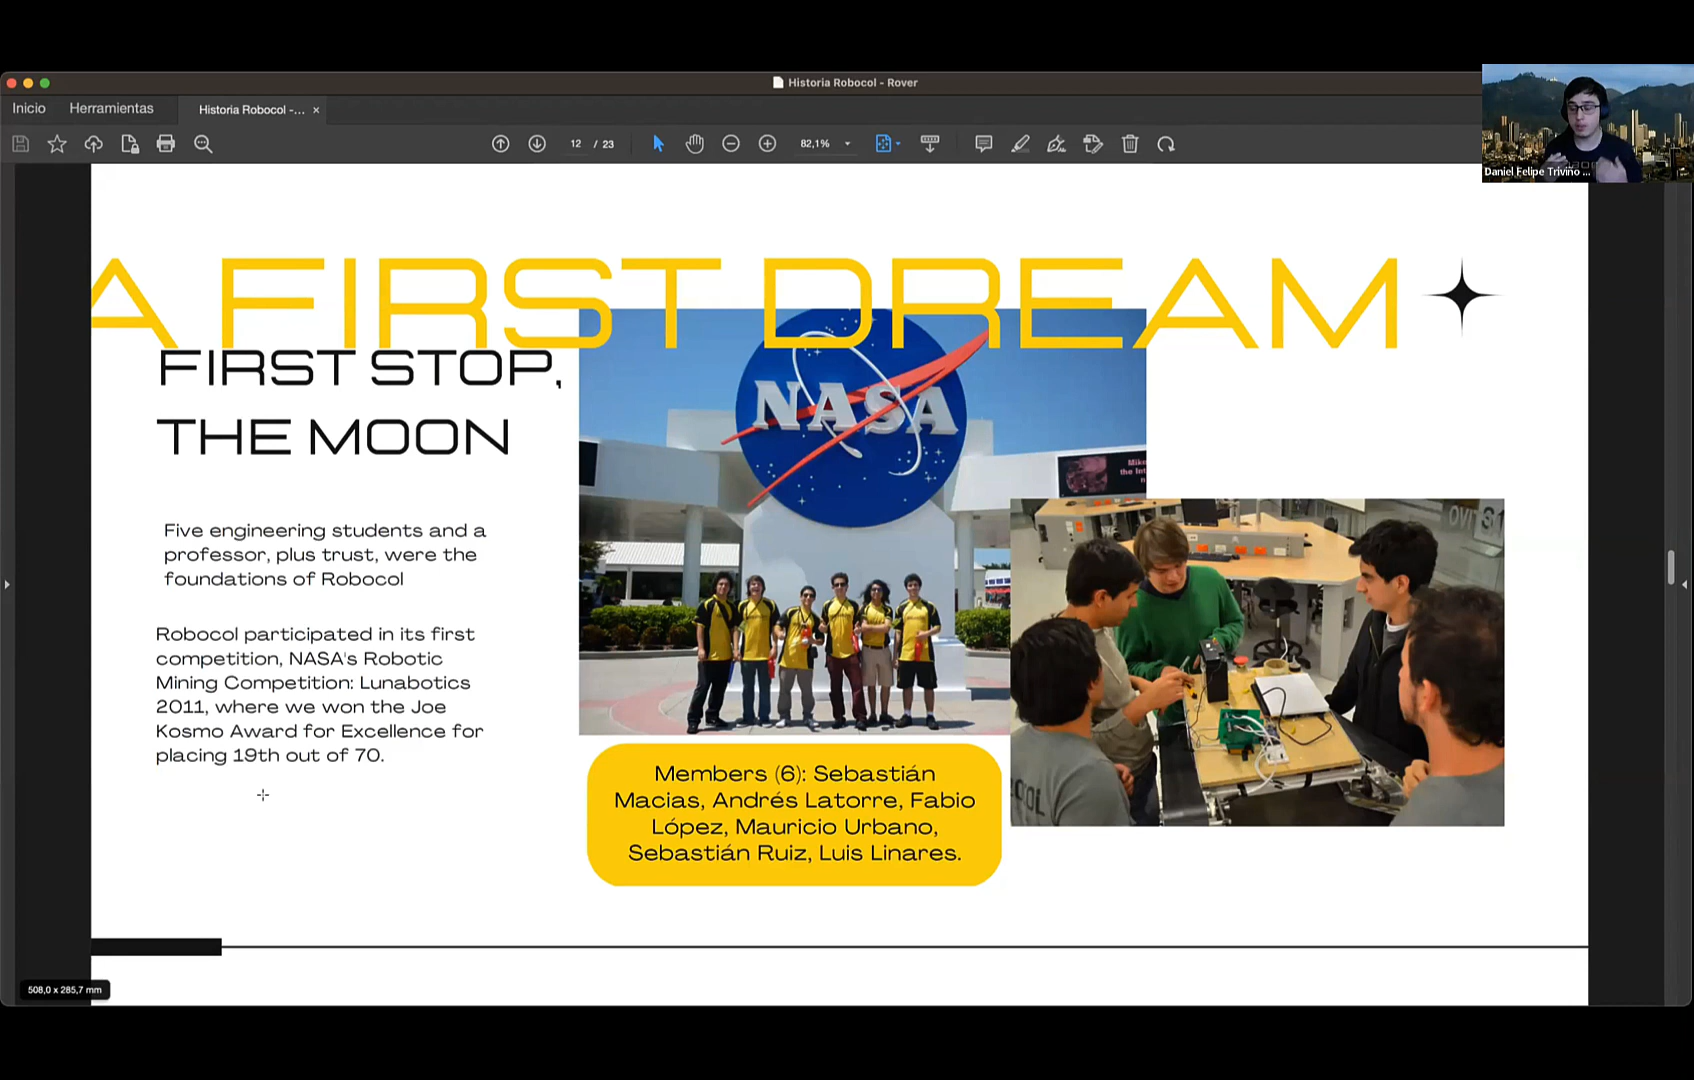 Historia Robocol - Rover
Inicio
Herramientas
Historia Robocol -...
12 / 23
82,1%
Daniel Felipe Triviño ...
A FIRST DREAM
FIRST STOP,
THE MOON
NASA
Five engineering students and a
professor, plus trust, were the
foundations of Robocol
Robocol participated in its first
competition, NASA's Robotic
Mining Competition: Lunabotics
2011, where we won the Joe
Kosmo Award for Excellence for
placing 19th out of 70.
Members (6): Sebastián
Macias, Andrés Latorre, Fabio
López, Mauricio Urbano,
Sebastián Ruiz, Luis Linares.
508,0 x 285,7 mm